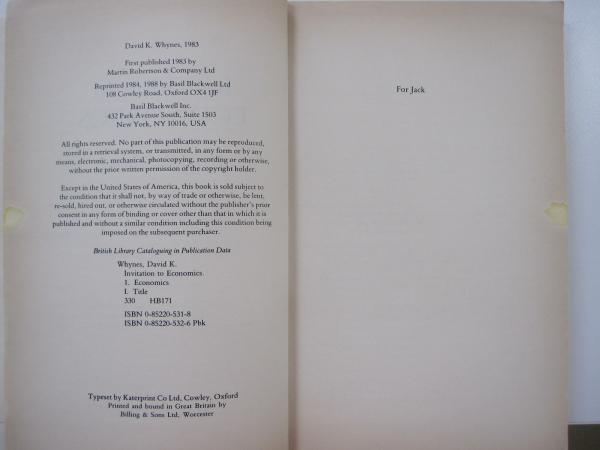 David K. Whynes, 1983
First published 1983 by
Martin Robertson & Company Ltd
Reprinted 1984, 1988 by Basil Blackwell Ltd
108 Cowley Road, Oxford OX4 1JF
Basil Blackwell Inc.
432 Park Avenue South, Suite 1503
New York, NY 10016, USA
All rights reserved. No part of this publication may be reproduced,
stored in a retrieval system, or transmitted, in any form or by any
means, electronic, mechanical, photocopying, recording or otherwise,
without the prior written permission of the copyright holder.
Except in the United States of America, this book is sold subject to
the condition that it shall not, by way of trade or otherwise, be lent,
re-sold, hired out, or otherwise circulated without the publisher's prior
consent in any form of binding or cover other than that in which it is
published and without a similar condition including this condition being
imposed on the subsequent purchaser.
British Library Cataloguing in Publication Data
Whynes, David K.
Invitation to Economics.
1. Economics
I. Title
330 HB171
ISBN 0-85220-531-8
ISBN 0-85220-532-6 Pbk
Typeset by Katerprint Co Ltd, Cowley, Oxford
Printed and bound in Great Britain by
Billing & Sons Ltd, Worcester
For Jack